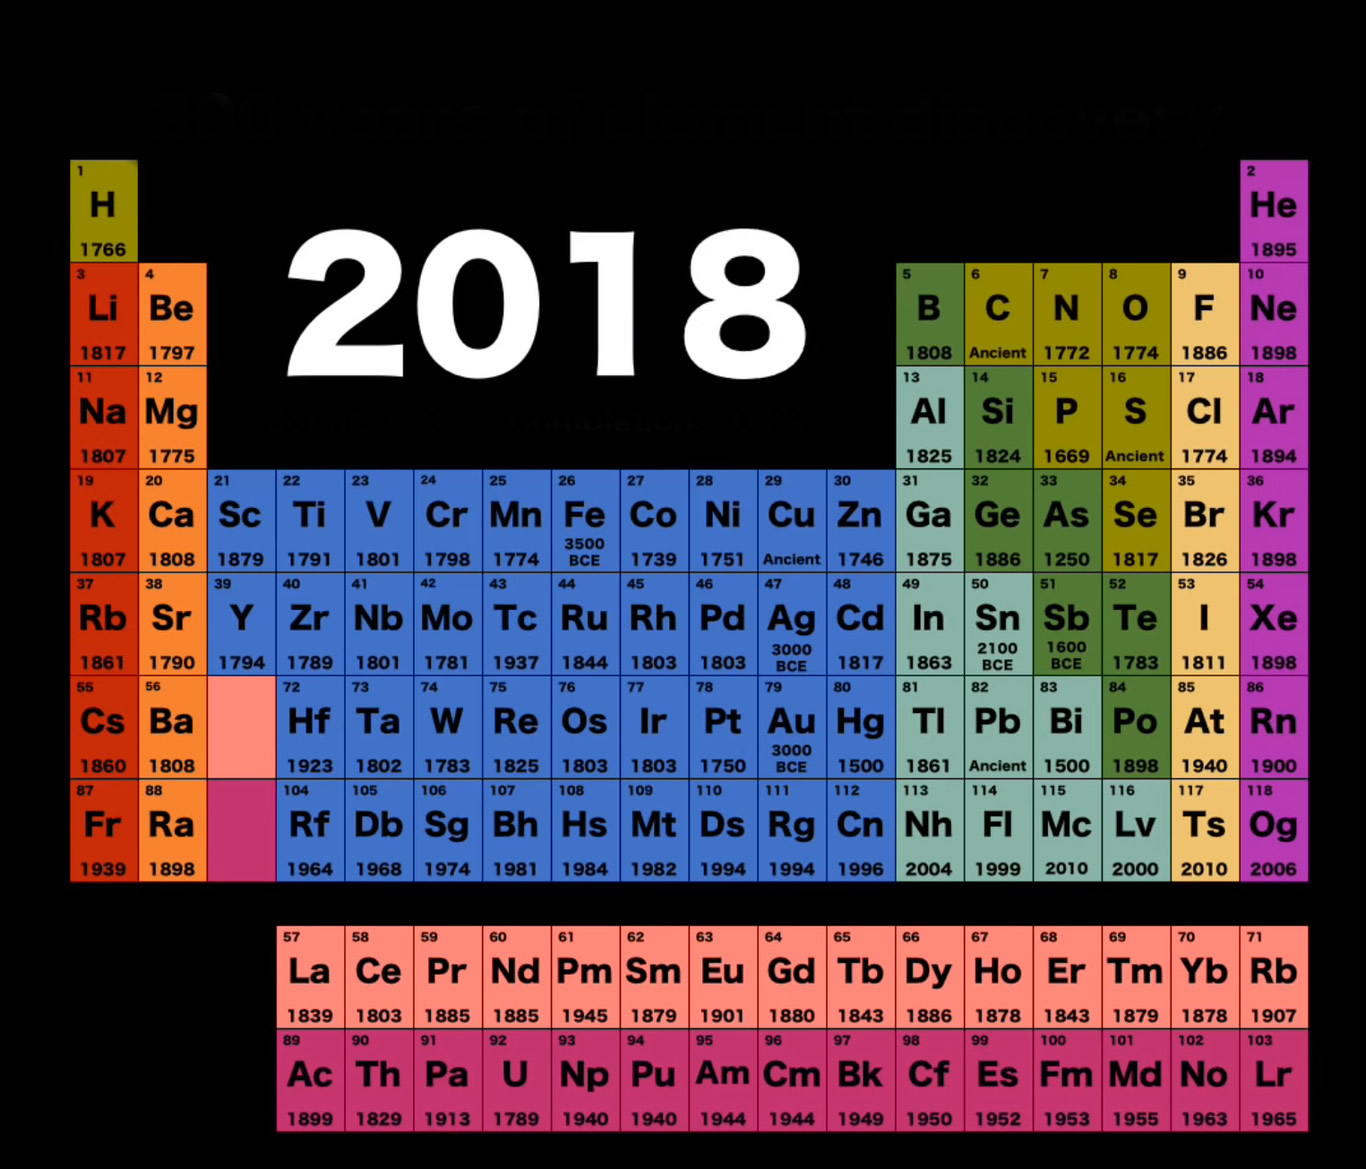 300 years of element discovery
2018
1 2
H He
1766 1895
3 4 5 6 7 8 9 10
Li Be B C N O F Ne
1817 1797 1808 Ancient 1772 1774 1886 1898
11 12 13 14 15 16 17 18
Na Mg Al Si P S Cl Ar
1807 1775 1825 1824 1669 Ancient 1774 1894
19 20 21 22 23 24 25 26 27 28 29 30 31 32 33 34 35 36
K Ca Sc Ti V Cr Mn Fe Co Ni Cu Zn Ga Ge As Se Br Kr
1807 1808 1879 1791 1801 1798 1774 3500 BCE 1739 1751 Ancient 1746 1875 1886 1250 1817 1826 1898
37 38 39 40 41 42 43 44 45 46 47 48 49 50 51 52 53 54
Rb Sr Y Zr Nb Mo Tc Ru Rh Pd Ag Cd In Sn Sb Te I Xe
1861 1790 1794 1789 1801 1781 1937 1844 1803 1803 3000 BCE 1817 1863 2100 BCE 1600 BCE 1783 1811 1898
55 56 72 73 74 75 76 77 78 79 80 81 82 83 84 85 86
Cs Ba Hf Ta W Re Os Ir Pt Au Hg Tl Pb Bi Po At Rn
1860 1808 1923 1802 1783 1825 1803 1803 1750 3000 BCE 1500 1861 Ancient 1500 1898 1940 1900
87 88 104 105 106 107 108 109 110 111 112 113 114 115 116 117 118
Fr Ra Rf Db Sg Bh Hs Mt Ds Rg Cn Nh Fl Mc Lv Ts Og
1939 1898 1964 1968 1974 1981 1984 1982 1994 1994 1996 2004 1999 2010 2000 2010 2006
57 58 59 60 61 62 63 64 65 66 67 68 69 70 71
La Ce Pr Nd Pm Sm Eu Gd Tb Dy Ho Er Tm Yb Rb
1839 1803 1885 1885 1945 1879 1901 1880 1843 1886 1878 1843 1879 1878 1907
89 90 91 92 93 94 95 96 97 98 99 100 101 102 103
Ac Th Pa U Np Pu Am Cm Bk Cf Es Fm Md No Lr
1899 1829 1913 1789 1940 1940 1944 1944 1949 1950 1952 1953 1955 1963 1965